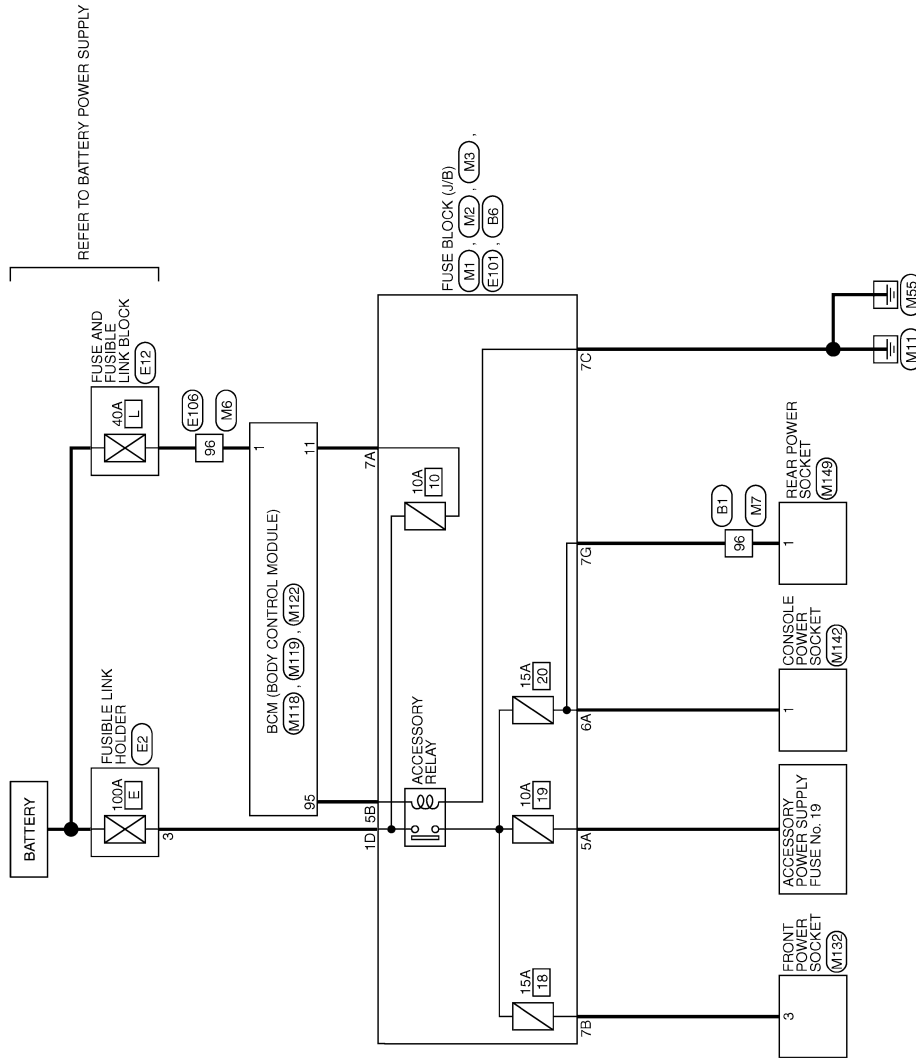 REFER TO BATTERY POWER SUPPLY
BATTERY
FUSIBLE LINK
HOLDER
E2
100A
E
3
FUSE AND
FUSIBLE
LINK BLOCK
E12
40A
L
E106
96
M6
BCM (BODY CONTROL MODULE)
M118 , M119 , M122
1
95
11
FUSE BLOCK (J/B)
M1 , M2 , M3 ,
E101 , B6
1D
5B
7A
ACCESSORY
RELAY
10A
10
15A
18
10A
19
15A
20
7B
5A
6A
7G
7C
B1
96
M7
FRONT
POWER
SOCKET
M132
3
ACCESSORY
POWER SUPPLY
FUSE No. 19
CONSOLE
POWER
SOCKET
M142
1
REAR POWER
SOCKET
M149
1
M11
M55